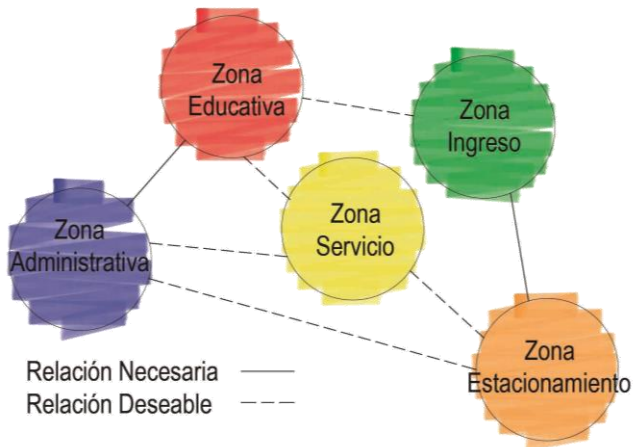 Zona
Educativa
Zona
Ingreso
Zona
Administrativa
Zona
Servicio
Zona
Estacionamiento
Relación Necesaria
Relación Deseable